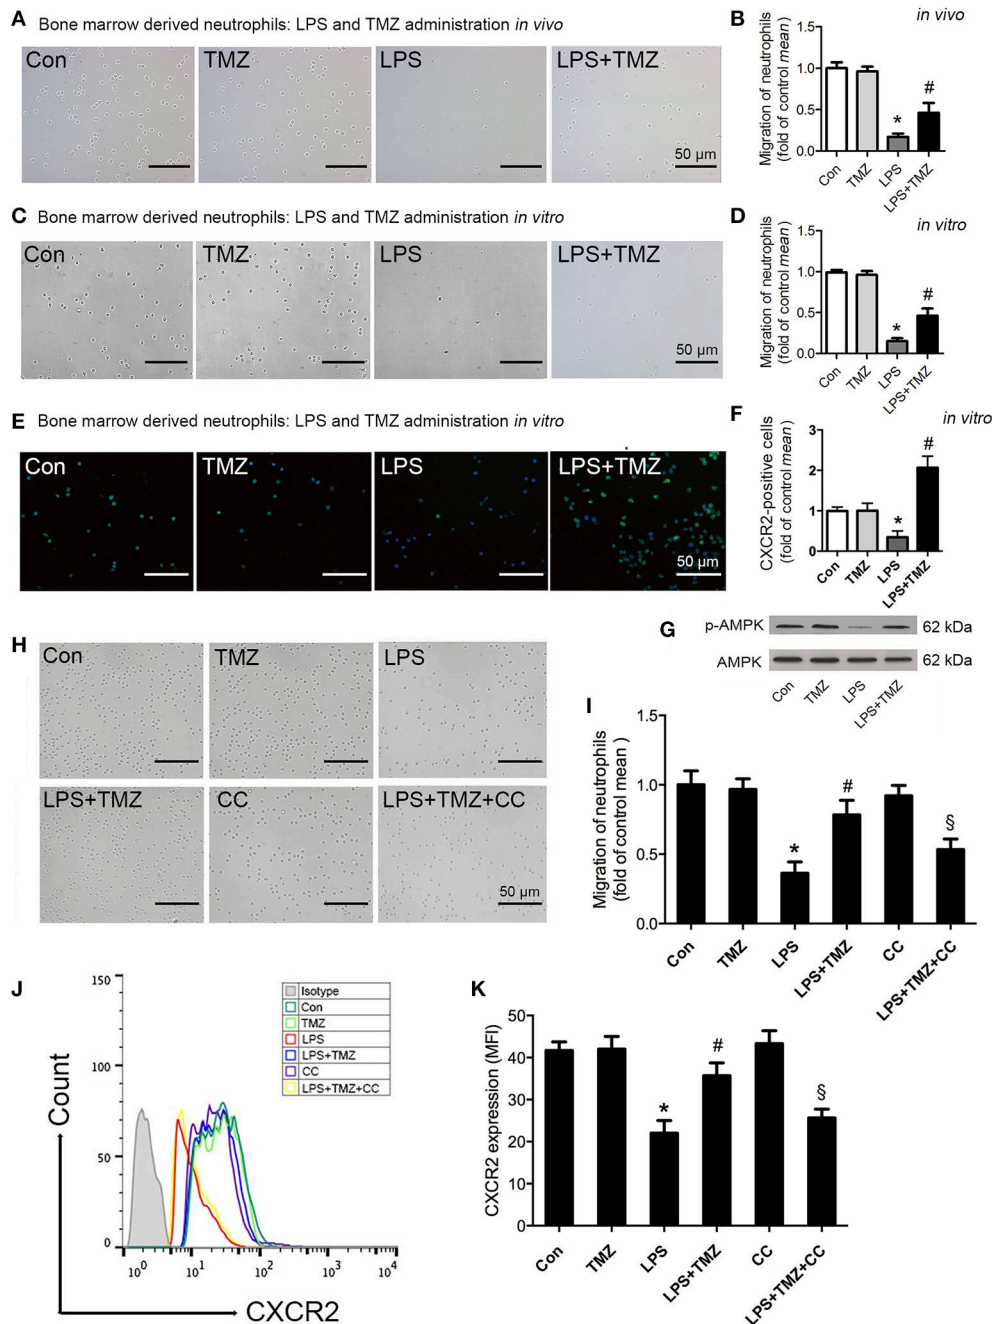 A Bone marrow derived neutrophils: LPS and TMZ administration in vivo
Con
TMZ
LPS
LPS+TMZ
50 µm
B
in vivo
Migration of neutrophils
(fold of control mean)
1.5
1.0
0.5
0.0
*
#
Con
TMZ
LPS
LPS+TMZ
C Bone marrow derived neutrophils: LPS and TMZ administration in vitro
Con
TMZ
LPS
LPS+TMZ
50 µm
D
in vitro
Migration of neutrophils
(fold of control mean)
1.5
1.0
0.5
0.0
*
#
Con
TMZ
LPS
LPS+TMZ
E Bone marrow derived neutrophils: LPS and TMZ administration in vitro
Con
TMZ
LPS
LPS+TMZ
50 µm
F
in vitro
CXCR2-positive cells
(fold of control mean )
3
2
1
0
*
#
Con
TMZ
LPS
LPS+TMZ
G
p-AMPK
62 kDa
AMPK
62 kDa
Con
TMZ
LPS
LPS+TMZ
H
Con
TMZ
LPS
LPS+TMZ
CC
LPS+TMZ+CC
50 µm
I
Migration of neutrophils
(fold of control mean )
1.5
1.0
0.5
0.0
*
#
§
Con
TMZ
LPS
LPS+TMZ
CC
LPS+TMZ+CC
J
Count
150
100
50
0
Isotype
Con
TMZ
LPS
LPS+TMZ
CC
LPS+TMZ+CC
10^0
10^1
10^2
10^3
10^4
CXCR2
K
CXCR2 expression (MFI)
50
40
30
20
10
0
*
#
§
Con
TMZ
LPS
LPS+TMZ
CC
LPS+TMZ+CC